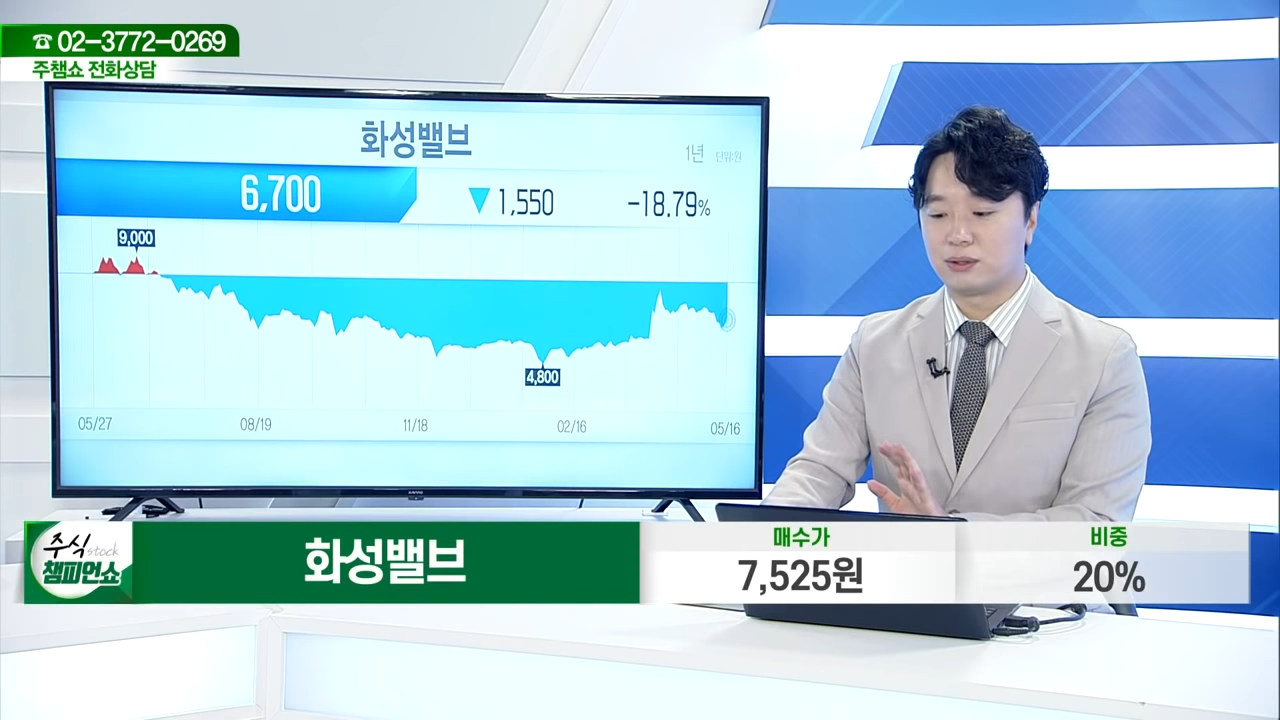 ☎ 02-3772-0269
주챔쇼 전화상담
화성밸브
1년 단위:원
6,700 ▼1,550 -18.79%
9,000
4,800
05/27 08/19 11/18 02/16 05/16
주식 stock
챔피언쇼
화성밸브
매수가 비중
7,525원 20%